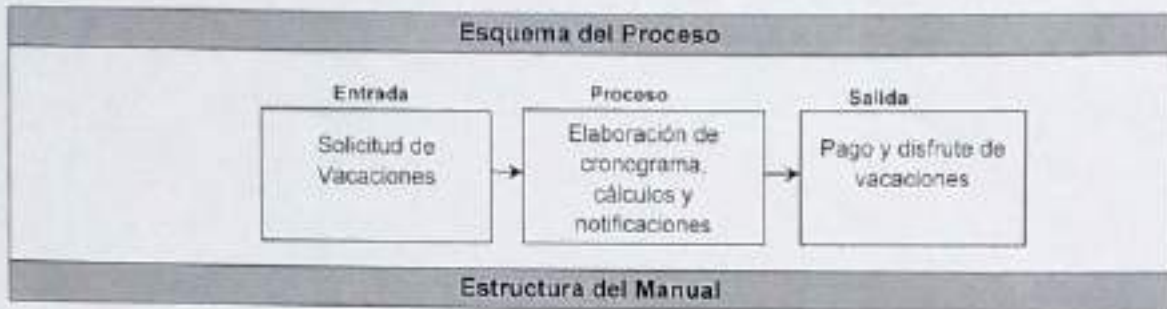 Esquema del Proceso
Entrada
Solicitud de
Vacaciones
Proceso
Elaboración de
cronograma,
cálculos y
notificaciones
Salida
Pago y disfrute de
vacaciones
Estructura del Manual